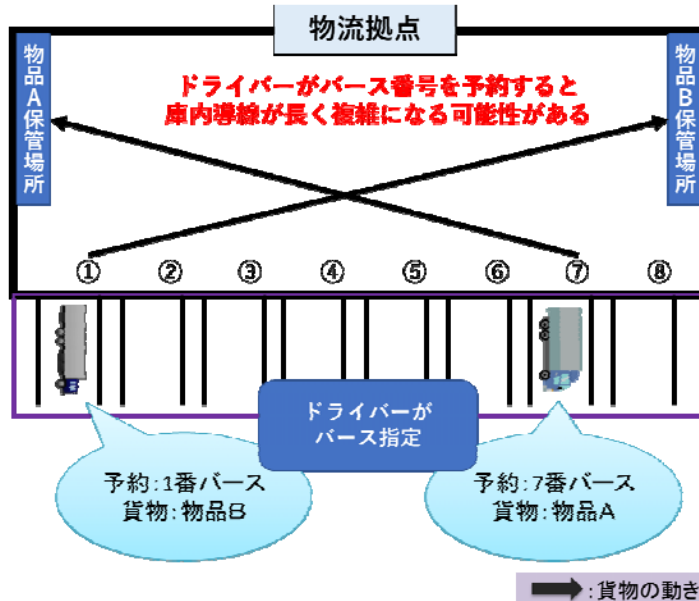 物流拠点
物品A保管場所
物品B保管場所
ドライバーがバース番号を予約すると
庫内導線が長く複雑になる可能性がある
① ② ③ ④ ⑤ ⑥ ⑦ ⑧
ドライバーが
バース指定
予約:1番バース
貨物:物品B
予約:7番バース
貨物:物品A
:貨物の動き